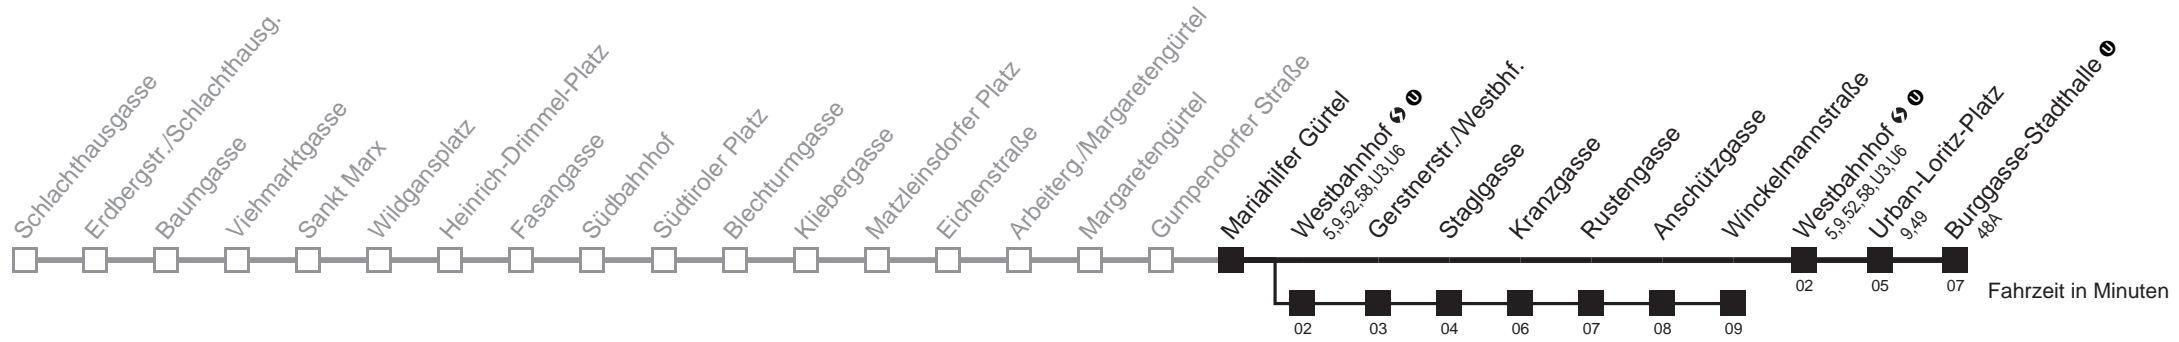 Schlachthausgasse
Erdbergstr./Schlachthausg.
Baumgasse
Viehmarktgasse
Sankt Marx
Wildgansplatz
Heinrich-Drimmel-Platz
Fasangasse
Südbahnhof
Südtiroler Platz
Blechturmgasse
Kliebergasse
Matzleinsdorfer Platz
Eichenstraße
Arbeiterg./Margaretengürtel
Margaretengürtel
Gumpendorfer Straße
Mariahilfer Gürtel
Westbahnhof S U
5,9,52,58,U3,U6
Gerstnerstr./Westbhf.
Staglgasse
Kranzgasse
Rustengasse
Anschützgasse
Winckelmannstraße
Westbahnhof S U
5,9,52,58,U3,U6
Urban-Loritz-Platz
9,49
Burggasse-Stadthalle U
48A
02 05 07
Fahrzeit in Minuten
02 03 04 06 07 08 09